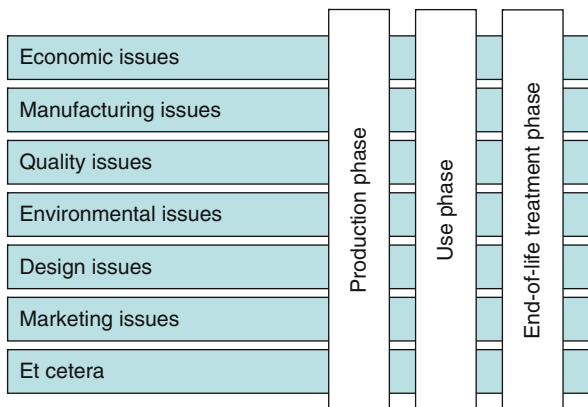 Economic issues
Manufacturing issues
Quality issues
Environmental issues
Design issues
Marketing issues
Et cetera
Production phase
Use phase
End-of-life treatment phase